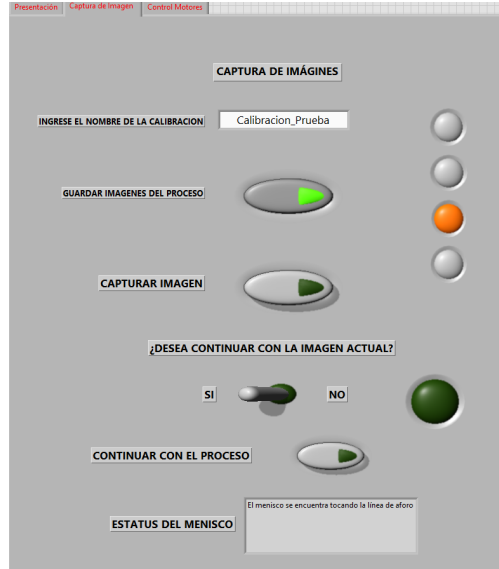 Presentación Captura de Imagen Control Motores
CAPTURA DE IMÁGINES
INGRESE EL NOMBRE DE LA CALIBRACION Calibracion_Prueba
GUARDAR IMAGENES DEL PROCESO
CAPTURAR IMAGEN
¿DESEA CONTINUAR CON LA IMAGEN ACTUAL?
SI NO
CONTINUAR CON EL PROCESO
El menisco se encuentra tocando la línea de aforo
ESTATUS DEL MENISCO